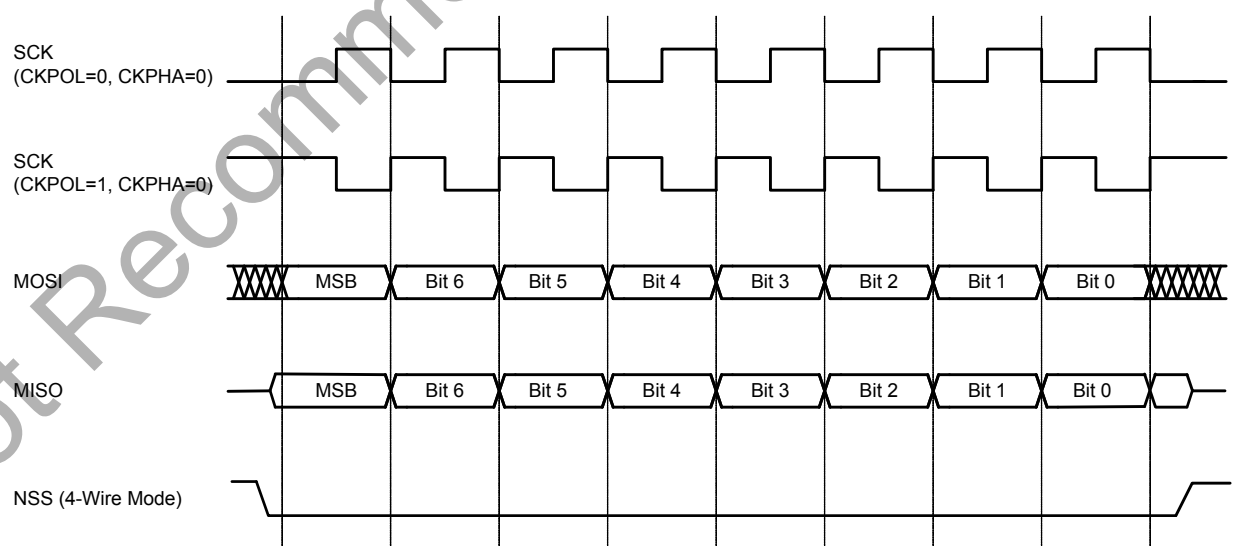 SCK
(CKPOL=0, CKPHA=0)
SCK
(CKPOL=1, CKPHA=0)
MOSI
MSB Bit 6 Bit 5 Bit 4 Bit 3 Bit 2 Bit 1 Bit 0
MISO
MSB Bit 6 Bit 5 Bit 4 Bit 3 Bit 2 Bit 1 Bit 0
NSS (4-Wire Mode)